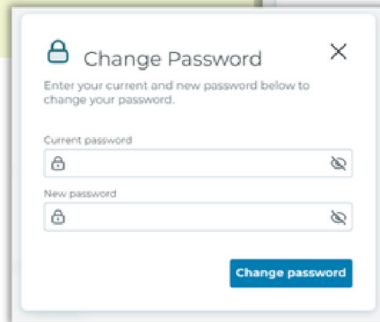 Change Password
Enter your current and new password below to
change your password.
Current password
New password
Change password